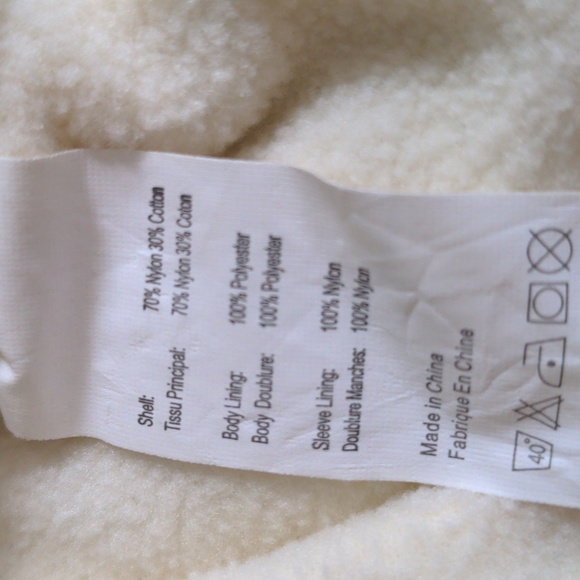 Shell: 70% Nylon 30% Cotton
Tissu Principal: 70% Nylon 30% Coton
Body Lining: 100% Polyester
Body Doublure: 100% Polyester
Sleeve Lining: 100% Nylon
Doublure Manches: 100% Nylon
Made in China
Fabrique En Chine
40°